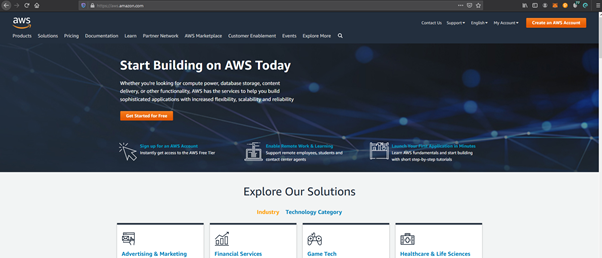 https://aws.amazon.com
aws
Contact Us Support English My Account Create an AWS Account
Products Solutions Pricing Documentation Learn Partner Network AWS Marketplace Customer Enablement Events Explore More
Start Building on AWS Today
Whether you're looking for compute power, database storage, content
delivery, or other functionality, AWS has the services to help you build
sophisticated applications with increased flexibility, scalability and reliability
Get Started for Free
Sign up for an AWS Account
Instantly get access to the AWS Free Tier
Enable Remote Work & Learning
Support remote employees, students and
contact center agents
Launch Your First Application in Minutes
Learn AWS fundamentals and start building
with short step-by-step tutorials
Explore Our Solutions
Industry Technology Category
Advertising & Marketing
Financial Services
Game Tech
Healthcare & Life Sciences